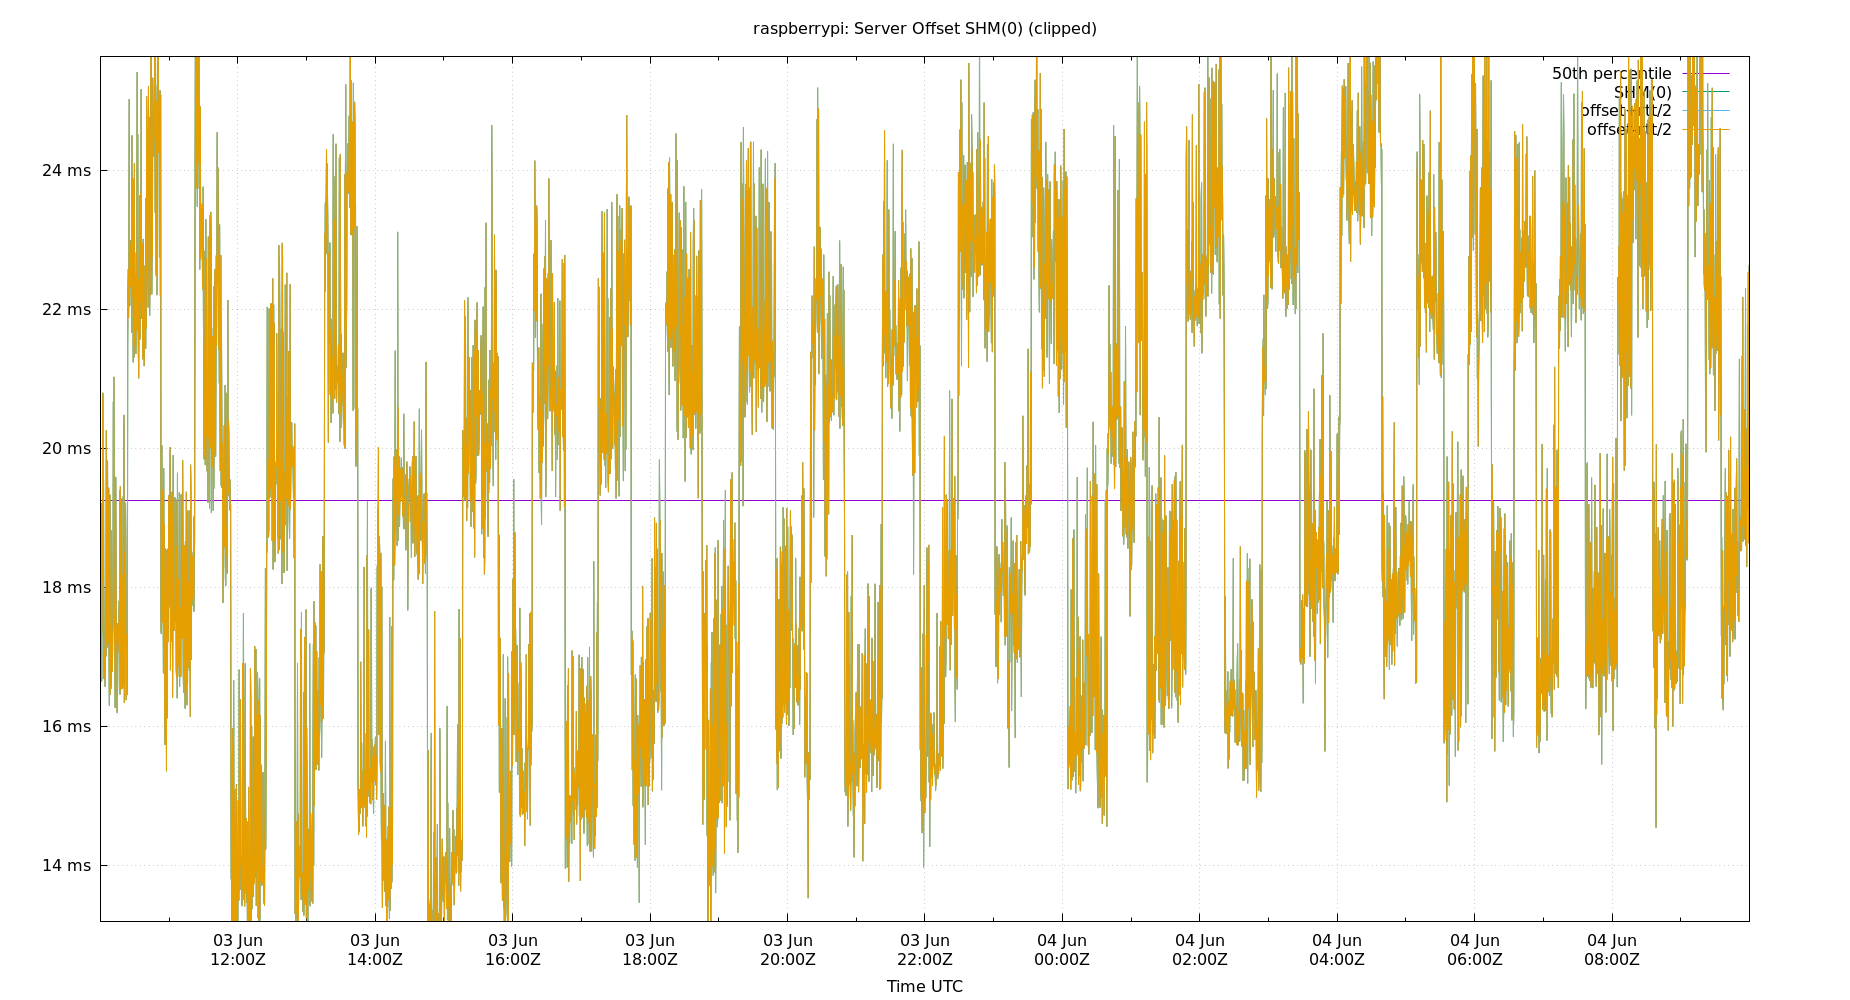 raspberrypi: Server Offset SHM(0) (clipped)
50th percentile
SHM(0)
offset+rtt/2
offset-rtt/2
24 ms
22 ms
20 ms
18 ms
16 ms
14 ms
03 Jun 03 Jun 03 Jun 03 Jun 03 Jun 03 Jun 04 Jun 04 Jun 04 Jun 04 Jun 04 Jun
12:00Z 14:00Z 16:00Z 18:00Z 20:00Z 22:00Z 00:00Z 02:00Z 04:00Z 06:00Z 08:00Z
Time UTC